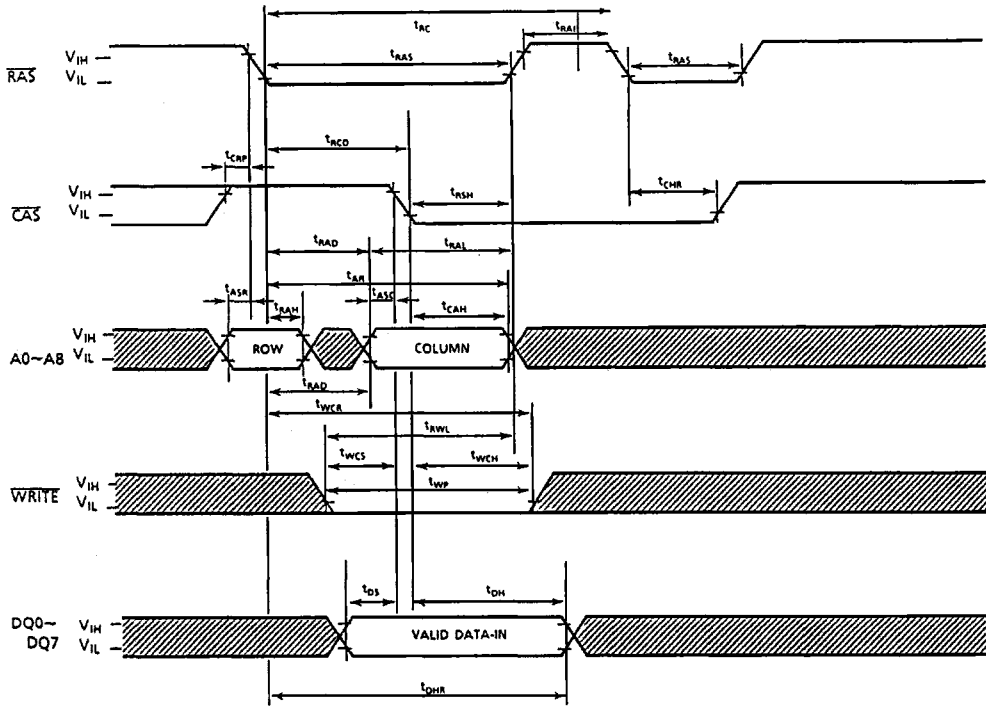 tRC
tRAI
RAS
VIH
VIL
tRAS
tRAS
tRCD
tCRP
CAS
VIH
VIL
tRSH
tCHR
tRAD
tRAL
tAR
tASR
tRAH
tASC
tCAH
A0~A8
VIH
VIL
ROW
COLUMN
tRAD
tWCR
tRWL
tWCS
tWCH
tWP
WRITE
VIH
VIL
tDS
tDH
DQ0~
DQ7
VIH
VIL
VALID DATA-IN
tDHR